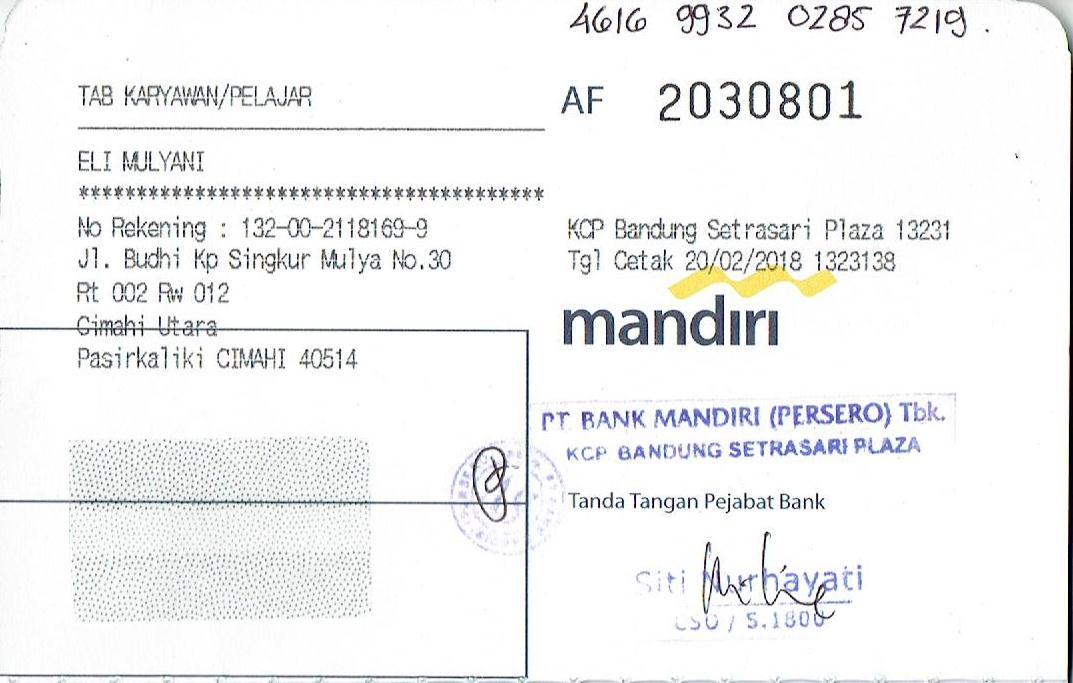 4616 9932 0285 7219.
TAB KARYAWAN/PELAJAR
AF 2030801
ELI MULYANI
****************************************
No Rekening : 132-00-2118169-9
Jl. Budhi Kp Singkur Mulya No.30
Rt 002 Rw 012
Cimahi Utara
Pasirkaliki CIMAHI 40514
KCP Bandung Setrasari Plaza 13231
Tgl Cetak 20/02/2018 1323138
mandırı
PT BANK MANDIRI (PERSERO) Tbk.
KCP BANDUNG SETRASARI PLAZA
Tanda Tangan Pejabat Bank
Siti Nurhayati
CSO / S.1800